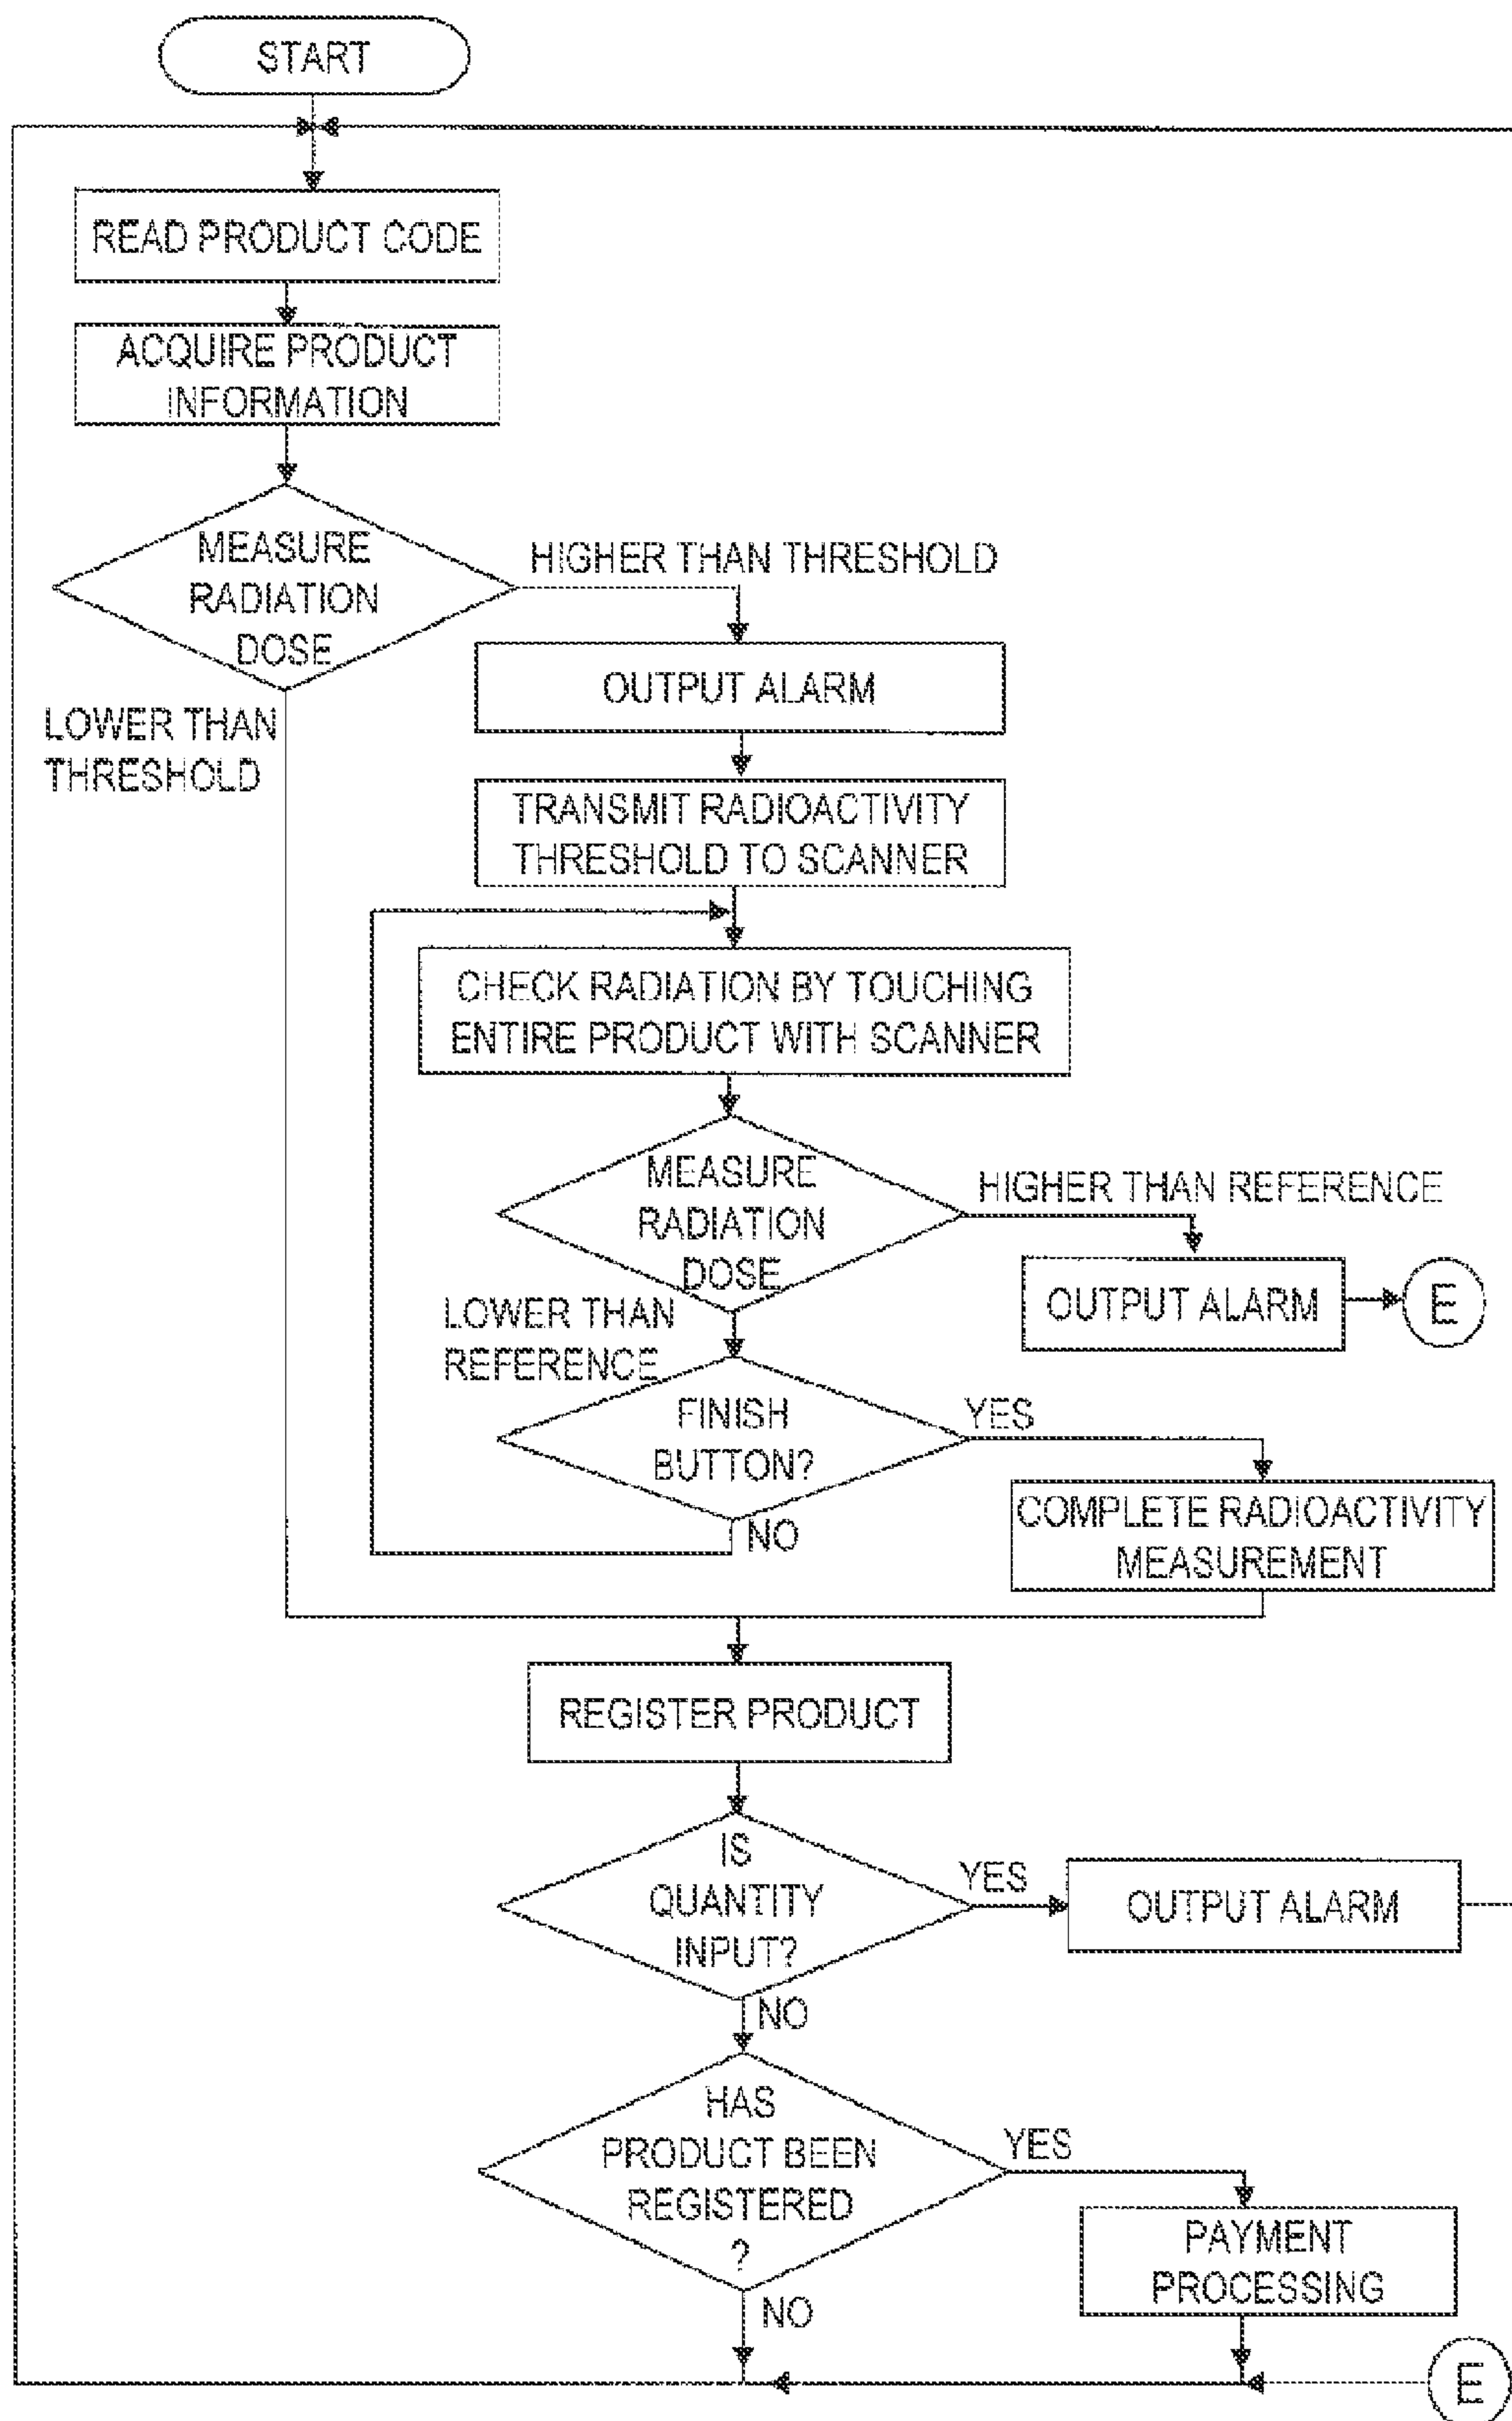 START
READ PRODUCT CODE
ACQUIRE PRODUCT
INFORMATION
MEASURE
RADIATION
DOSE
HIGHER THAN THRESHOLD
LOWER THAN
THRESHOLD
OUTPUT ALARM
TRANSMIT RADIOACTIVITY
THRESHOLD TO SCANNER
CHECK RADIATION BY TOUCHING
ENTIRE PRODUCT WITH SCANNER
MEASURE
RADIATION
DOSE
HIGHER THAN REFERENCE
OUTPUT ALARM
E
LOWER THAN
REFERENCE
FINISH
BUTTON?
YES
NO
COMPLETE RADIOACTIVITY
MEASUREMENT
REGISTER PRODUCT
IS
QUANTITY
INPUT?
YES
OUTPUT ALARM
NO
HAS
PRODUCT BEEN
REGISTERED
?
YES
PAYMENT
PROCESSING
NO
E